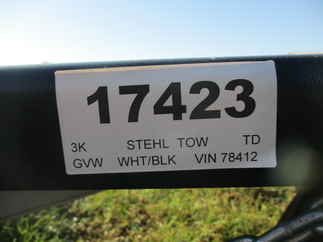 17423
3K STEHL TOW TD
GVW WHT/BLK VIN 78412